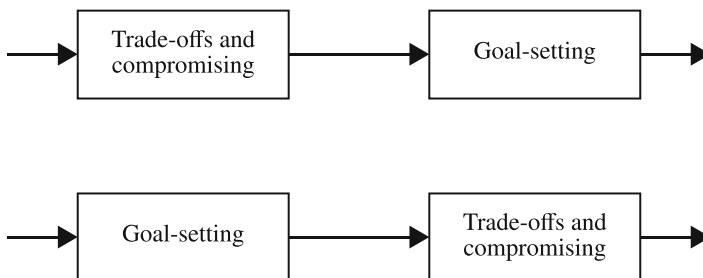 Trade-offs and
compromising
Goal-setting
Goal-setting
Trade-offs and
compromising